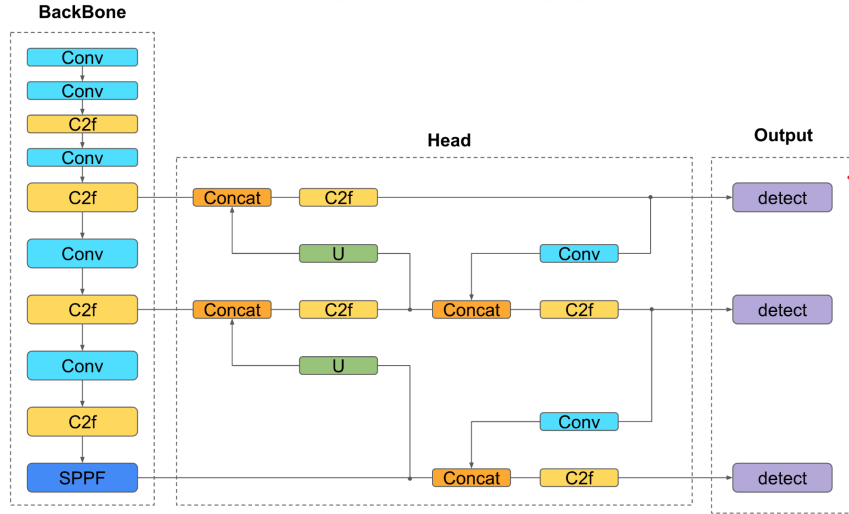 BackBone
Conv
Conv
C2f
Conv
C2f
Conv
C2f
Conv
C2f
SPPF
Head
Concat
C2f
U
Conv
Concat
C2f
Concat
C2f
U
Conv
Concat
C2f
Output
detect
detect
detect